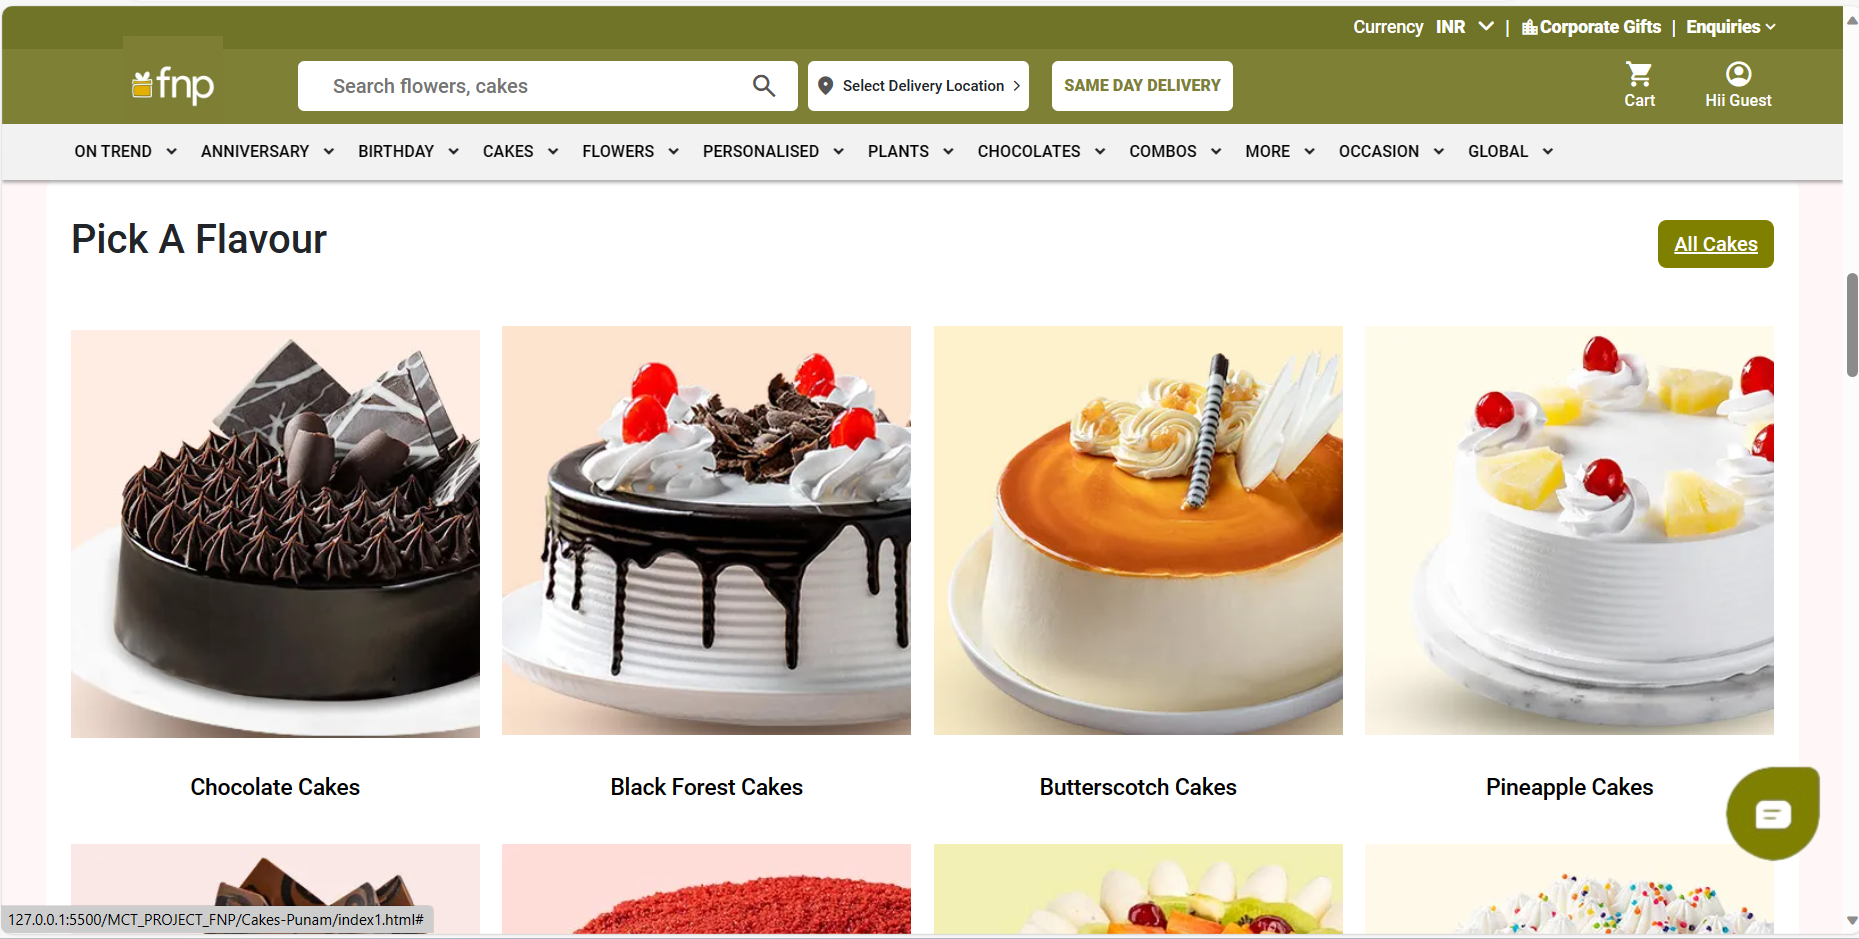 Currency INR | Corporate Gifts | Enquiries
fnp
Search flowers, cakes
Select Delivery Location
SAME DAY DELIVERY
Cart
Hii Guest
ON TREND ANNIVERSARY BIRTHDAY CAKES FLOWERS PERSONALISED PLANTS CHOCOLATES COMBOS MORE OCCASION GLOBAL
Pick A Flavour
All Cakes
Chocolate Cakes
Black Forest Cakes
Butterscotch Cakes
Pineapple Cakes
127.0.0.1:5500/MCT_PROJECT_FNP/Cakes-Punam/index1.html#